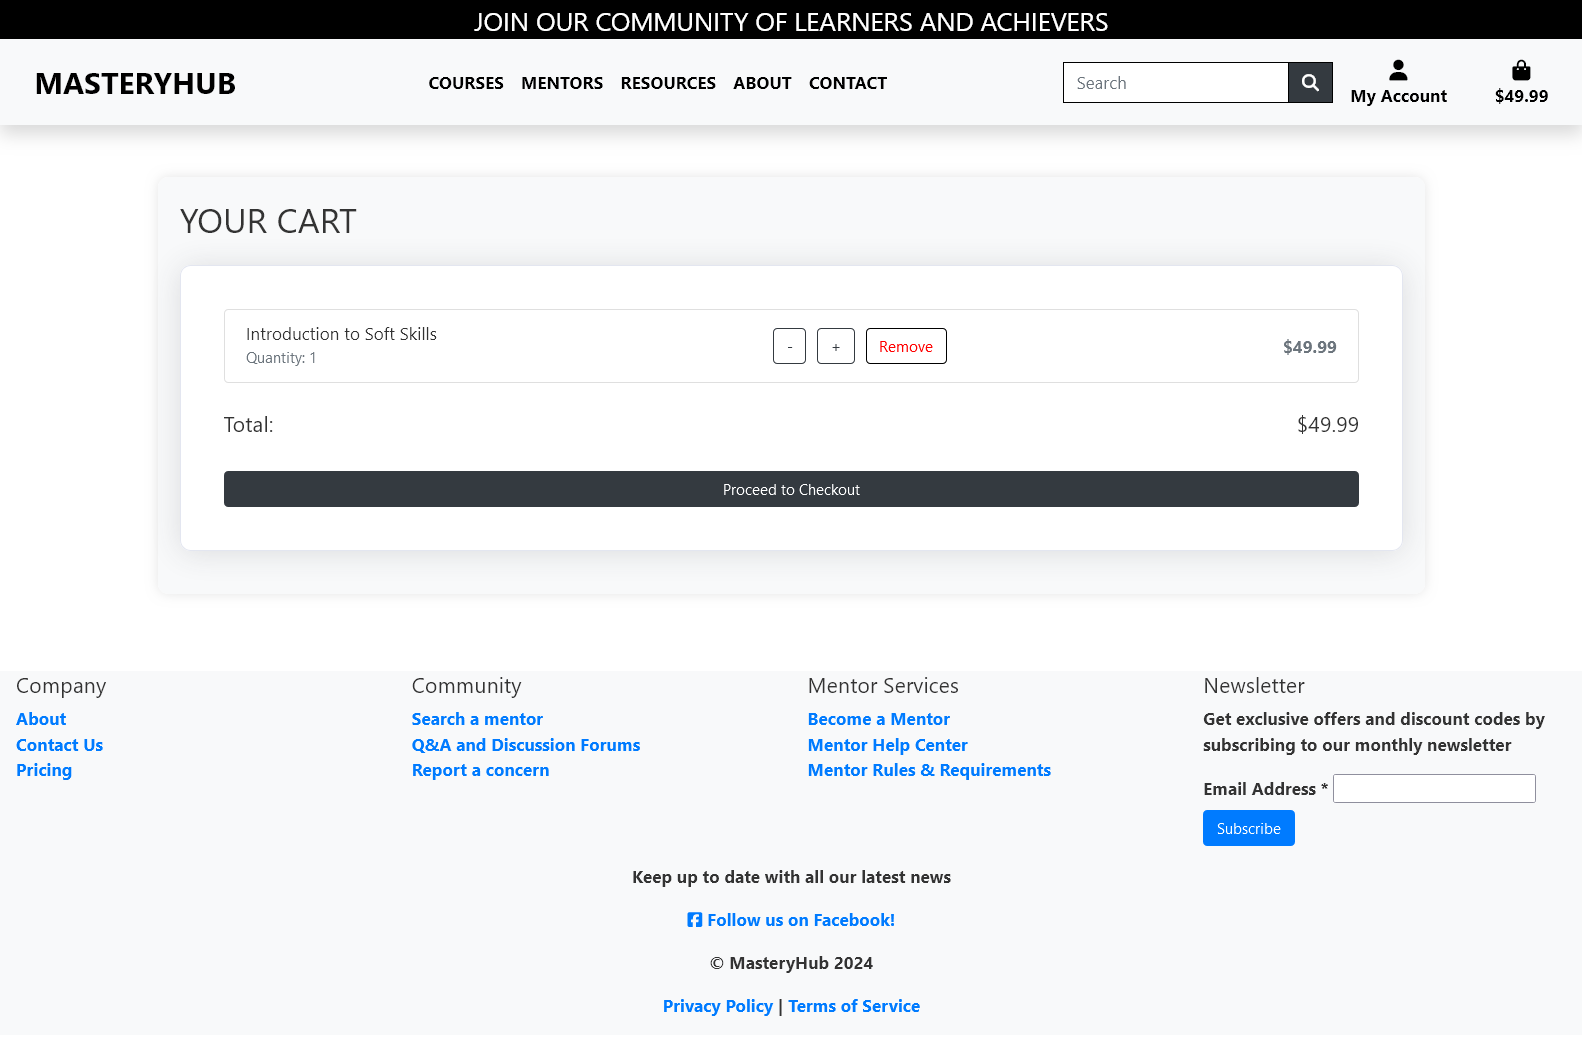 JOIN OUR COMMUNITY OF LEARNERS AND ACHIEVERS
MASTERYHUB
COURSES MENTORS RESOURCES ABOUT CONTACT
Search
My Account
$49.99
YOUR CART
Introduction to Soft Skills
Quantity: 1
- + Remove
$49.99
Total: $49.99
Proceed to Checkout
Company
About
Contact Us
Pricing
Community
Search a mentor
Q&A and Discussion Forums
Report a concern
Mentor Services
Become a Mentor
Mentor Help Center
Mentor Rules & Requirements
Newsletter
Get exclusive offers and discount codes by
subscribing to our monthly newsletter
Email Address *
Subscribe
Keep up to date with all our latest news
Follow us on Facebook!
© MasteryHub 2024
Privacy Policy | Terms of Service